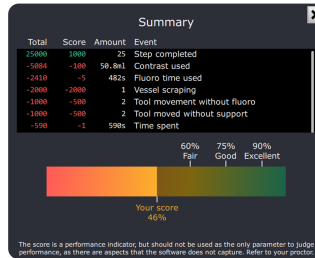 Summary
X
Total Score Amount Event
25000 1000 25 Step completed
-5084 -100 50.8ml Contrast used
-2410 -5 482s Fluoro time used
-2000 -2000 1 Vessel scraping
-1000 -500 2 Tool movement without fluoro
-1000 -500 2 Tool moved without support
-590 -1 590s Time spent
60% 75% 90%
Fair Good Excellent
Your score
46%
The score is a performance indicator, but should not be used as the only parameter to judge
performance, as there are aspects that the software does not capture. Refer to your proctor.